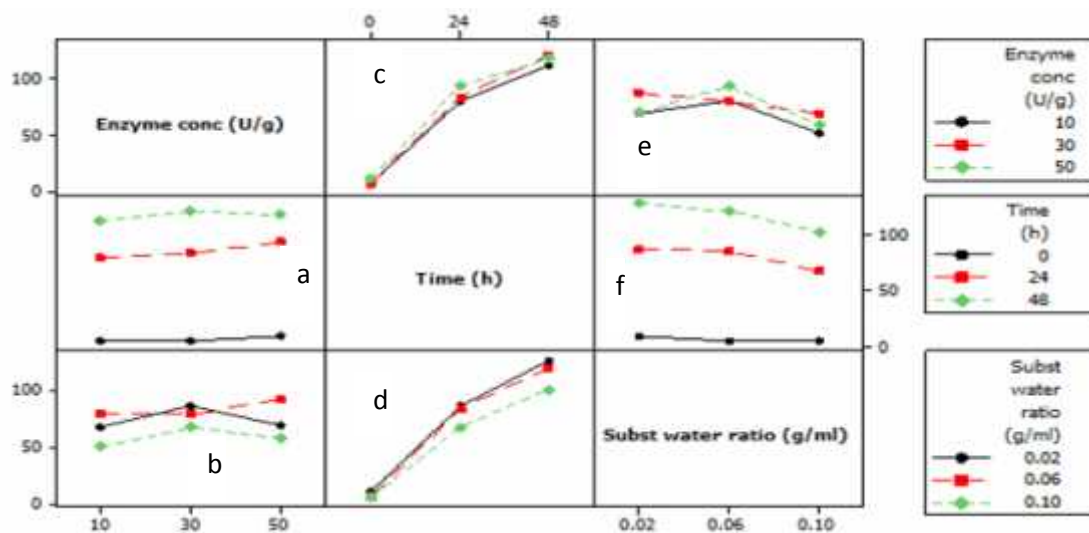 0 24 48
100
50
0
Enzyme conc (U/g)
c
e
Enzyme
conc
(U/g)
10
30
50
a
Time (h)
f
100
50
0
Time
(h)
0
24
48
100
50
0
b
d
Subst water ratio (g/ml)
Subst
water
ratio
(g/ml)
0.02
0.06
0.10
10 30 50
0.02 0.06 0.10